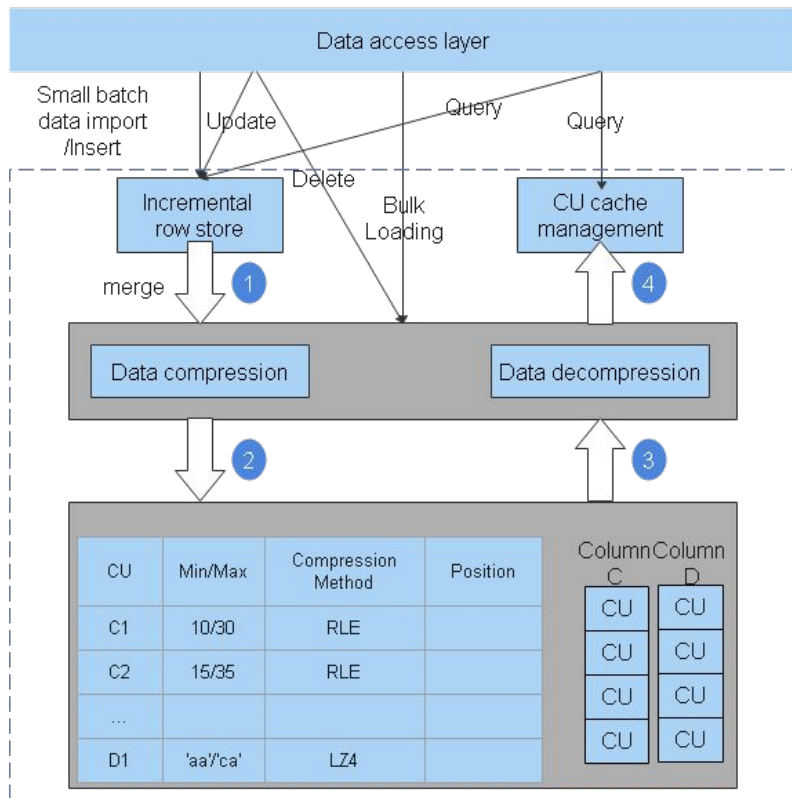 Data access layer
Small batch
data import
/Insert
Update
Query
Query
Delete
Bulk
Loading
Incremental
row store
CU cache
management
merge
1
4
Data compression
Data decompression
2
3
CU
Min/Max
Compression
Method
Position
C1
10/30
RLE
C2
15/35
RLE
...
D1
'aa'/'ca'
LZ4
Column
C
Column
D
CU
CU
CU
CU
CU
CU
CU
CU